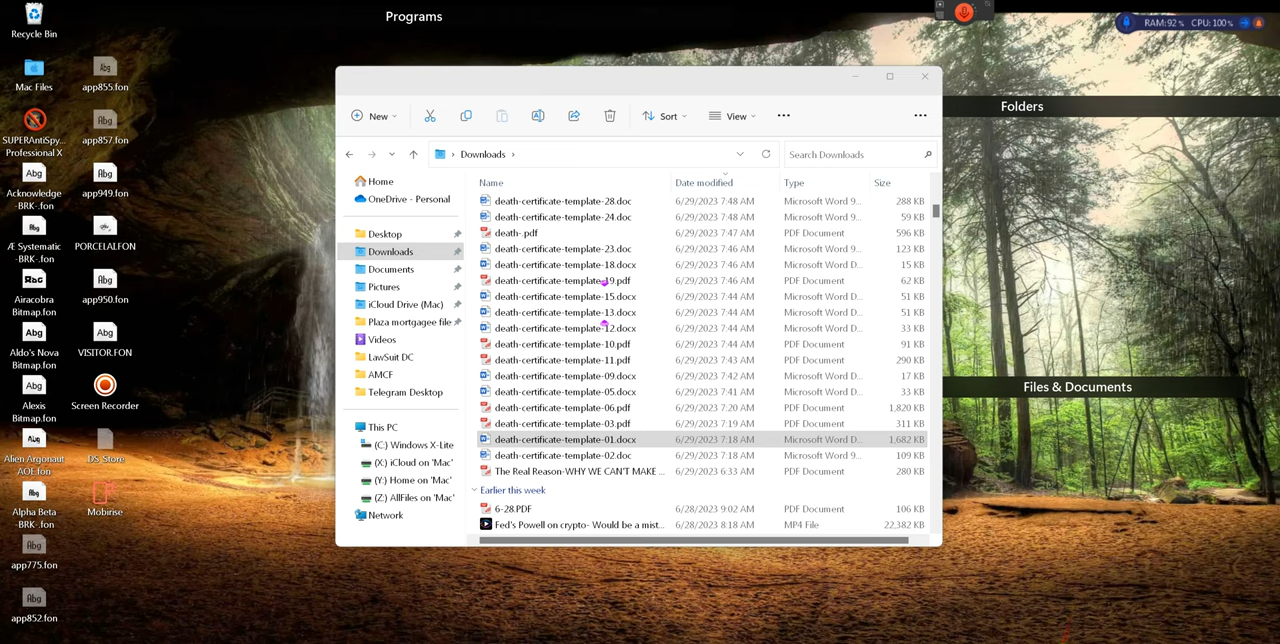 Programs
RAM: 92 % CPU: 100 %
Recycle Bin
Mac Files
app855.fon
SUPERAntiSpy...
Professional X
app857.fon
Acknowledge
-BRK-.fon
app949.fon
Æ Systematic
-BRK-.fon
PORCELAI.FON
Airacobra
Bitmap.fon
app950.fon
Aldo's Nova
Bitmap.fon
VISITOR.FON
Alexis
Bitmap.fon
Screen Recorder
Alien Argonaut
AOE.fon
DS_Store
Alpha Beta
-BRK-.fon
Mobirise
app775.fon
app852.fon
New
Sort
View
Downloads
Search Downloads
Home
OneDrive - Personal
Desktop
Downloads
Documents
Pictures
iCloud Drive (Mac)
Plaza mortgagee file
Videos
LawSuit DC
AMCF
Telegram Desktop
This PC
(C:) Windows X-Lite
(X:) iCloud on 'Mac'
(Y:) Home on 'Mac'
(Z:) AllFiles on 'Mac'
Network
Name Date modified Type Size
death-certificate-template-28.doc 6/29/2023 7:48 AM Microsoft Word 9... 288 KB
death-certificate-template-24.doc 6/29/2023 7:48 AM Microsoft Word 9... 59 KB
death-.pdf 6/29/2023 7:47 AM PDF Document 596 KB
death-certificate-template-23.doc 6/29/2023 7:46 AM Microsoft Word 9... 123 KB
death-certificate-template-18.docx 6/29/2023 7:46 AM Microsoft Word D... 15 KB
death-certificate-template-19.pdf 6/29/2023 7:46 AM PDF Document 62 KB
death-certificate-template-15.docx 6/29/2023 7:44 AM Microsoft Word D... 51 KB
death-certificate-template-13.docx 6/29/2023 7:44 AM Microsoft Word D... 51 KB
death-certificate-template-12.docx 6/29/2023 7:44 AM Microsoft Word D... 33 KB
death-certificate-template-10.pdf 6/29/2023 7:44 AM PDF Document 91 KB
death-certificate-template-11.pdf 6/29/2023 7:43 AM PDF Document 290 KB
death-certificate-template-09.docx 6/29/2023 7:42 AM Microsoft Word D... 17 KB
death-certificate-template-05.docx 6/29/2023 7:41 AM Microsoft Word D... 33 KB
death-certificate-template-06.pdf 6/29/2023 7:20 AM PDF Document 1,820 KB
death-certificate-template-03.pdf 6/29/2023 7:19 AM PDF Document 311 KB
death-certificate-template-01.docx 6/29/2023 7:18 AM Microsoft Word D... 1,682 KB
death-certificate-template-02.doc 6/29/2023 7:18 AM Microsoft Word 9... 109 KB
The Real Reason-WHY WE CAN'T MAKE ... 6/29/2023 6:33 AM PDF Document 280 KB
Earlier this week
6-28.PDF 6/28/2023 9:02 AM PDF Document 106 KB
Fed's Powell on crypto- Would be a mist... 6/28/2023 8:18 AM MP4 File 22,382 KB
Folders
Files & Documents